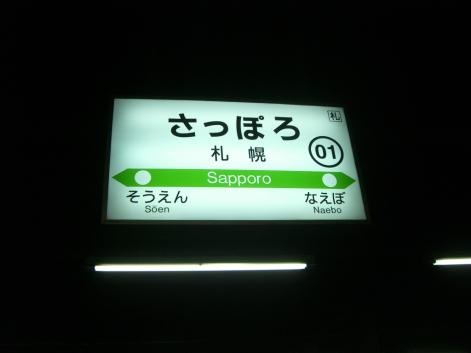 札
さっぽろ
札幌
01
Sapporo
そうえん なえぼ
Sōen Naebo